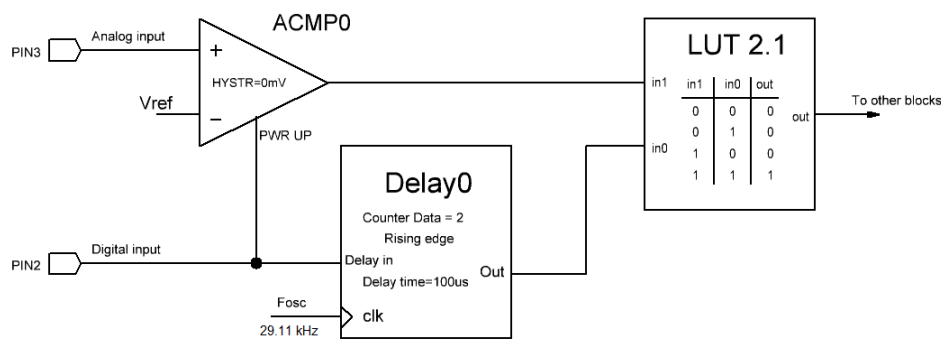 ACMP0
PIN3
Analog input
+
HYSTR=0mV
Vref
−
PWR UP
LUT 2.1
in1
in1 in0 out
0 0 0
0 1 0
1 0 0
1 1 1
in0
out
To other blocks
Delay0
Counter Data = 2
Rising edge
PIN2
Digital input
Delay in
Delay time=100us
Out
Fosc
29.11 kHz
clk